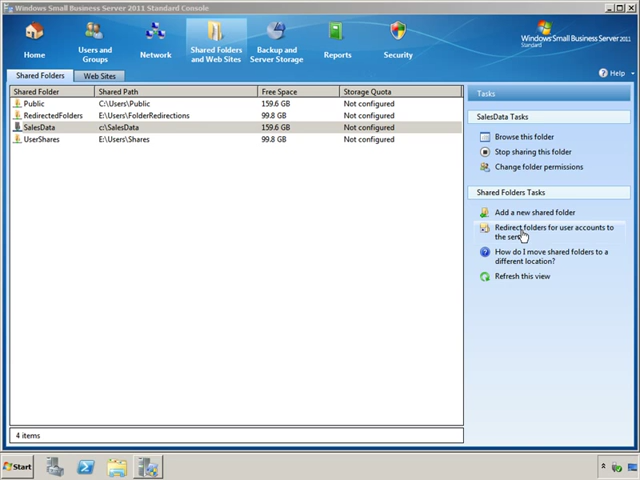 Windows Small Business Server 2011 Standard Console
Home
Users and
Groups
Network
Shared Folders
and Web Sites
Backup and
Server Storage
Reports
Security
Windows Small Business Server 2011
Standard
Shared Folders
Web Sites
Help
Shared Folder
Shared Path
Free Space
Storage Quota
Public
C:\Users\Public
159.6 GB
Not configured
RedirectedFolders
E:\Users\FolderRedirections
99.8 GB
Not configured
SalesData
c:\SalesData
159.6 GB
Not configured
UserShares
E:\Users\Shares
99.8 GB
Not configured
Tasks
SalesData Tasks
Browse this folder
Stop sharing this folder
Change folder permissions
Shared Folders Tasks
Add a new shared folder
Redirect folders for user accounts to
the
How do I move shared folders to a
different location?
Refresh this view
4 items
Start